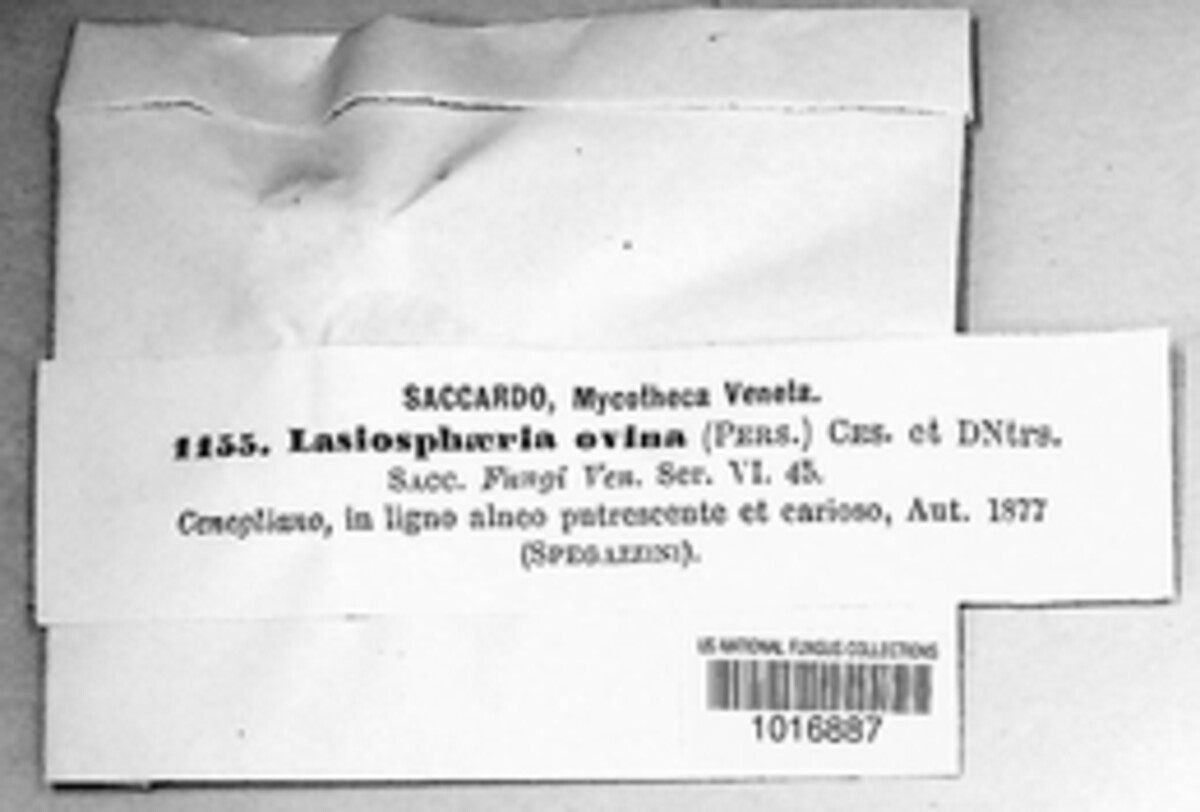 SACCARDO, Mycotheca Veneta.
1155. Lasiosphæria ovina (PERS.) CES. et DNtrs.
SACC. Fungi Ven. Ser. VI. 45.
Conegliano, in ligno alneo putrescente et carioso, Aut. 1877
(SPEGAZZINI).
US NATIONAL FUNGUS COLLECTIONS
1016887